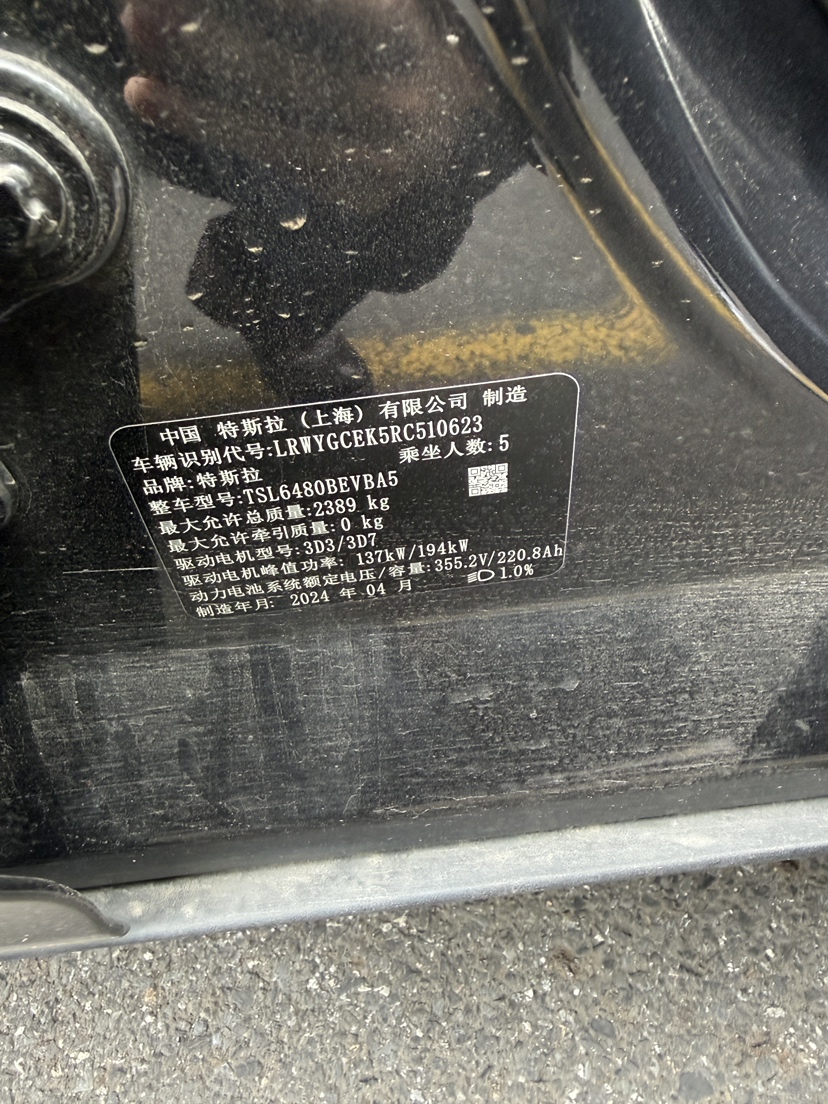 中国 特斯拉 (上海) 有限公司 制造
车辆识别代号:LRWYGCEK5RC510623
品牌:特斯拉 乘坐人数:5
整车型号:TSL6480BEVBA5
最大允许总质量:2389 kg
最大允许牵引质量:0 kg
驱动电机型号:3D3/3D7
驱动电机峰值功率: 137kW/194kW
动力电池系统额定电压/容量:355.2V/220.8Ah
制造年月: 2024 年 04 月 1.0%